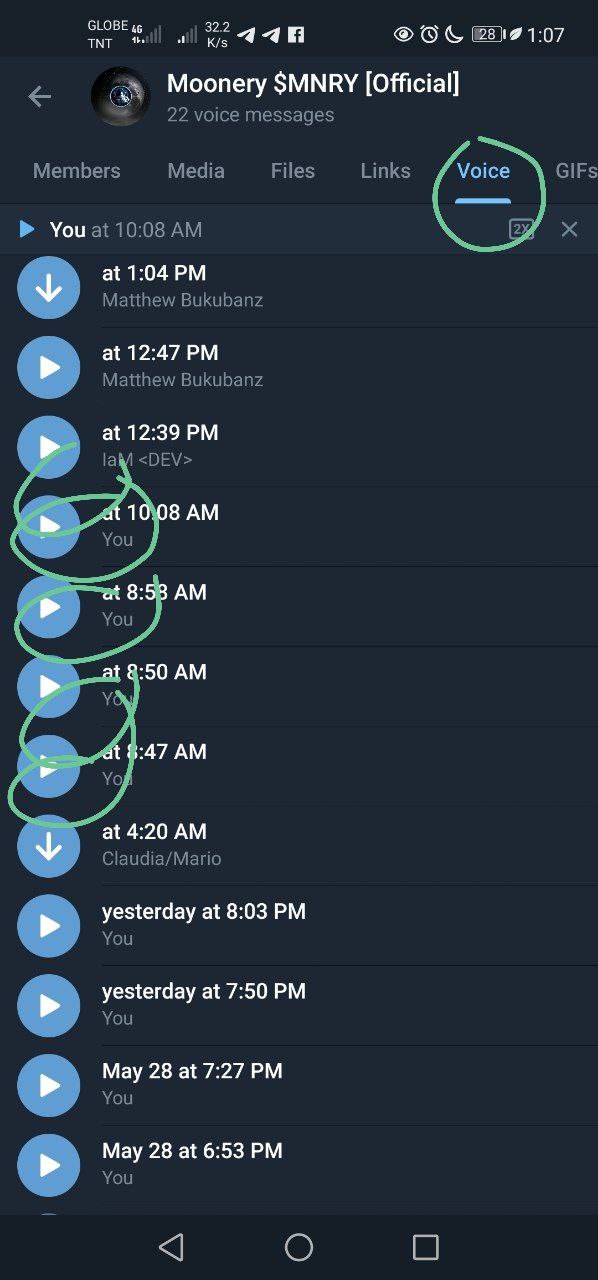 GLOBE 4G 32.2 28 1:07
TNT K/s
Moonery $MNRY [Official]
22 voice messages
Members Media Files Links Voice GIFs
You at 10:08 AM 2X
at 1:04 PM
Matthew Bukubanz
at 12:47 PM
Matthew Bukubanz
at 12:39 PM
IaM <DEV>
at 10:08 AM
You
at 8:53 AM
You
at 8:50 AM
You
at 8:47 AM
You
at 4:20 AM
Claudia/Mario
yesterday at 8:03 PM
You
yesterday at 7:50 PM
You
May 28 at 7:27 PM
You
May 28 at 6:53 PM
You